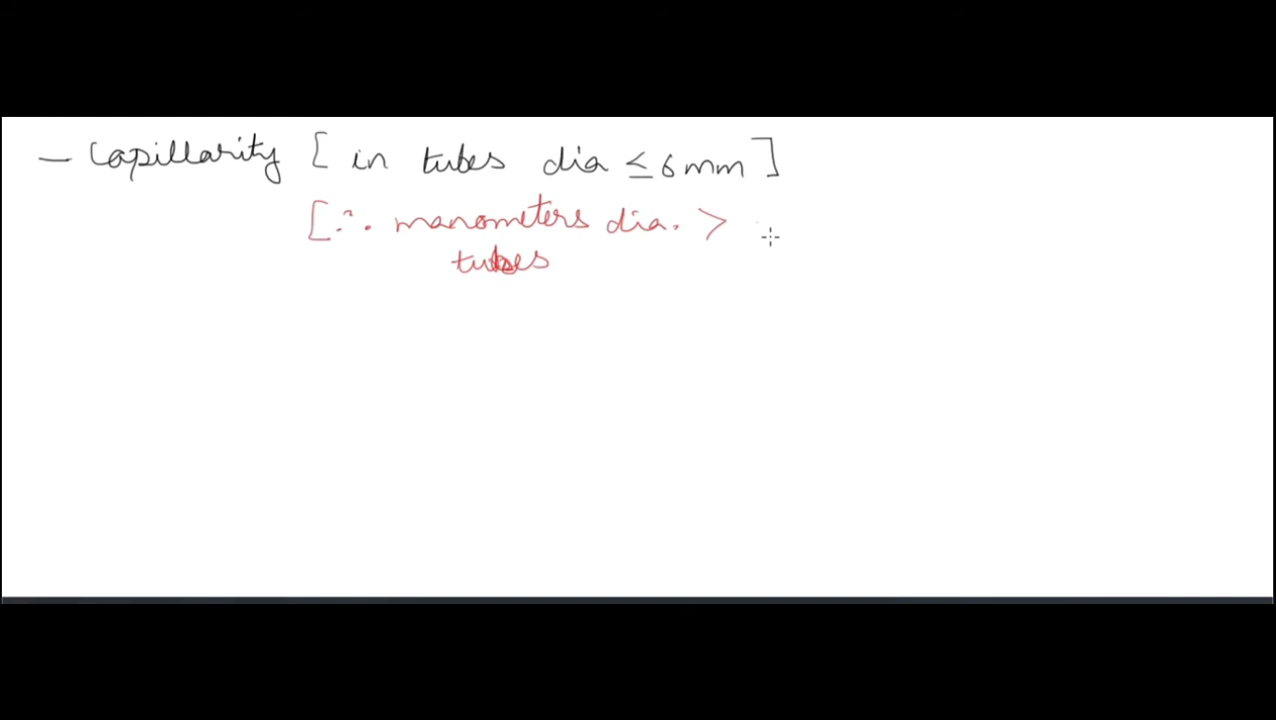 - Capillarity [ in tubes dia ≤ 6 mm ]
[ ∴ manometers dia. >
tubes